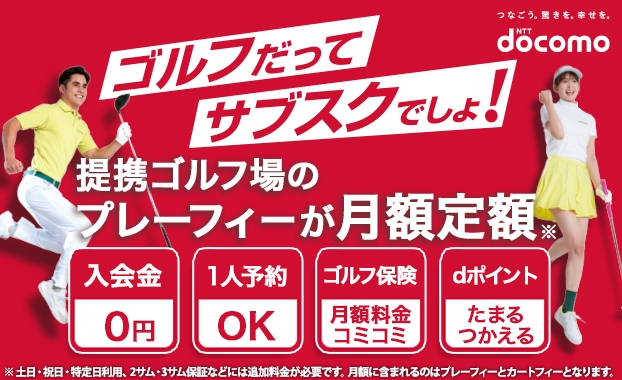 つなごう。驚きを。幸せを。
NTT
docomo
ゴルフだって
サブスクでしょ!
提携ゴルフ場の
プレーフィーが月額定額※
入会金
0円
1人予約
OK
ゴルフ保険
月額料金
コミコミ
dポイント
たまる
つかえる
※土日・祝日・特定日利用、2サム・3サム保証などには追加料金が必要です。月額に含まれるのはプレーフィーとカートフィーとなります。